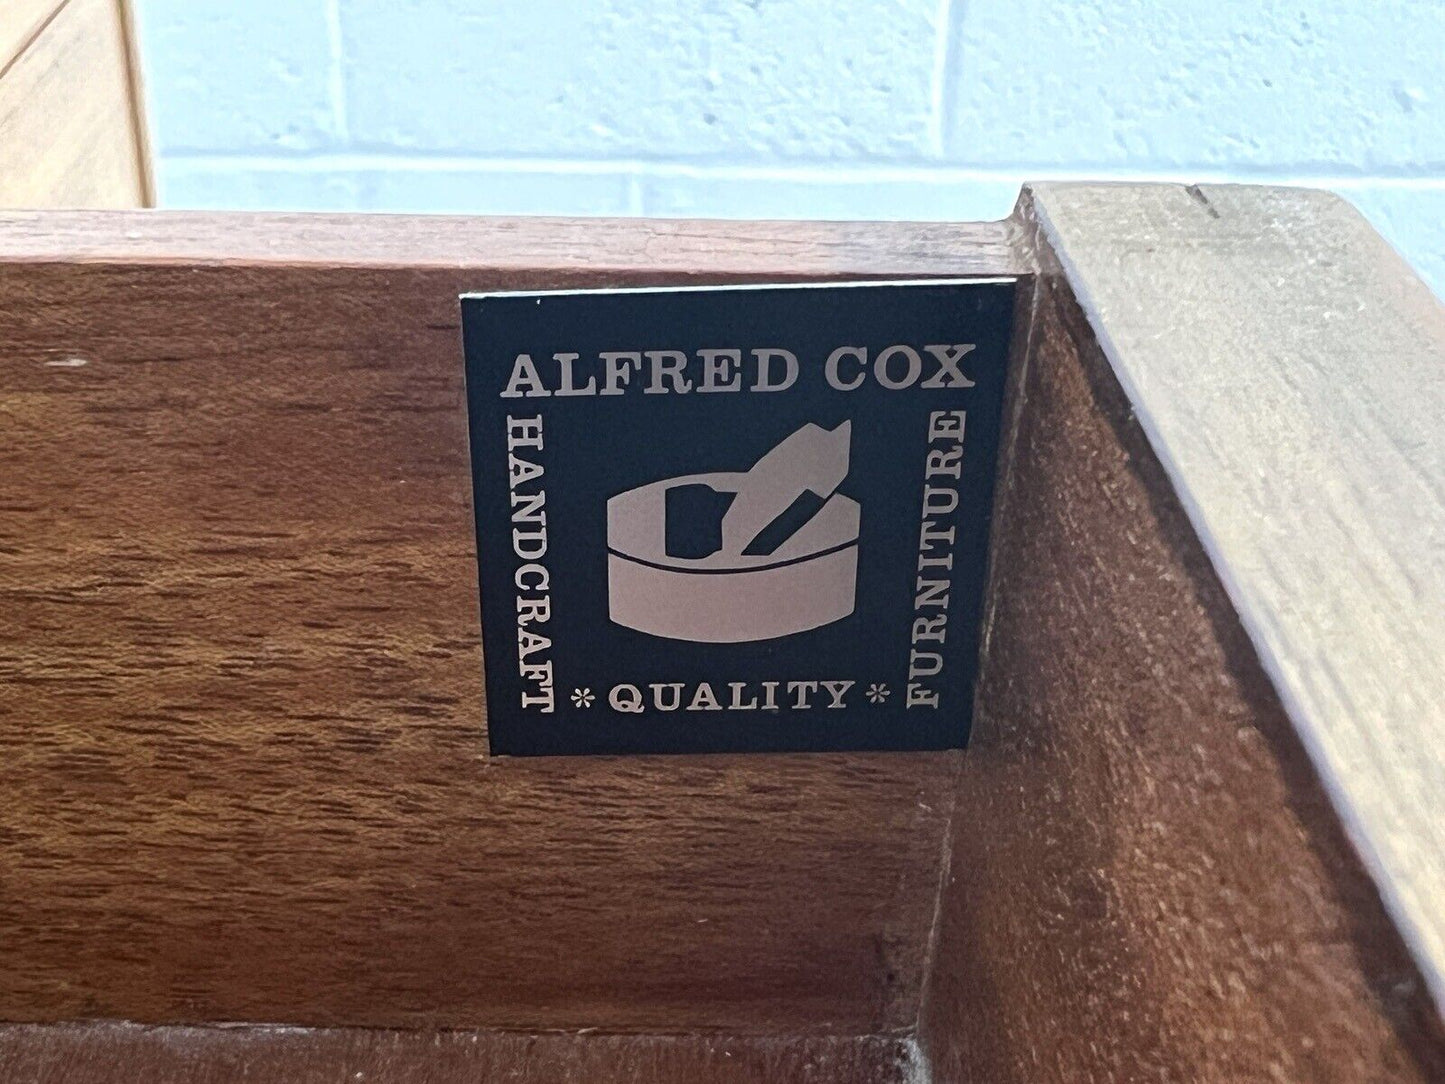 ALFRED COX
HANDCRAFT
* QUALITY *
FURNITURE